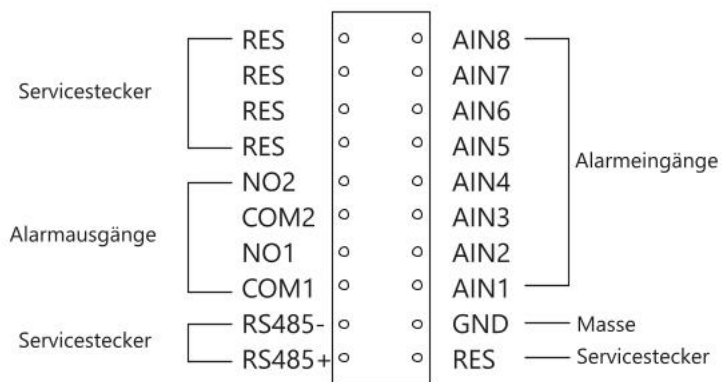 RES AIN8
RES AIN7
Servicestecker
RES AIN6
RES AIN5
Alarmeingänge
NO2 AIN4
COM2 AIN3
Alarmausgänge
NO1 AIN2
COM1 AIN1
RS485- GND Masse
Servicestecker
RS485+ RES Servicestecker